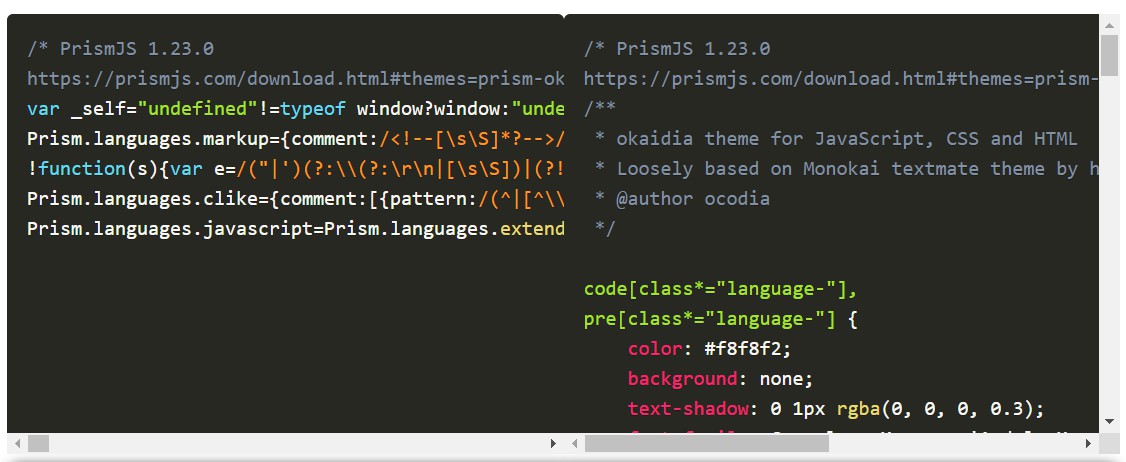 /* PrismJS 1.23.0
https://prismjs.com/download.html#themes=prism-ok
var _self="undefined"!=typeof window?window:"unde
Prism.languages.markup={comment:/<!--[\s\S]*?-->/
!function(s){var e=/("|')(?:\\(?:\r\n|[\s\S])|(?!
Prism.languages.clike={comment:[{pattern:/(^|[^\\
Prism.languages.javascript=Prism.languages.extend
/* PrismJS 1.23.0
https://prismjs.com/download.html#themes=prism-
/**
 * okaidia theme for JavaScript, CSS and HTML
 * Loosely based on Monokai textmate theme by h
 * @author ocodia
 */
code[class*="language-"],
pre[class*="language-"] {
    color: #f8f8f2;
    background: none;
    text-shadow: 0 1px rgba(0, 0, 0, 0.3);